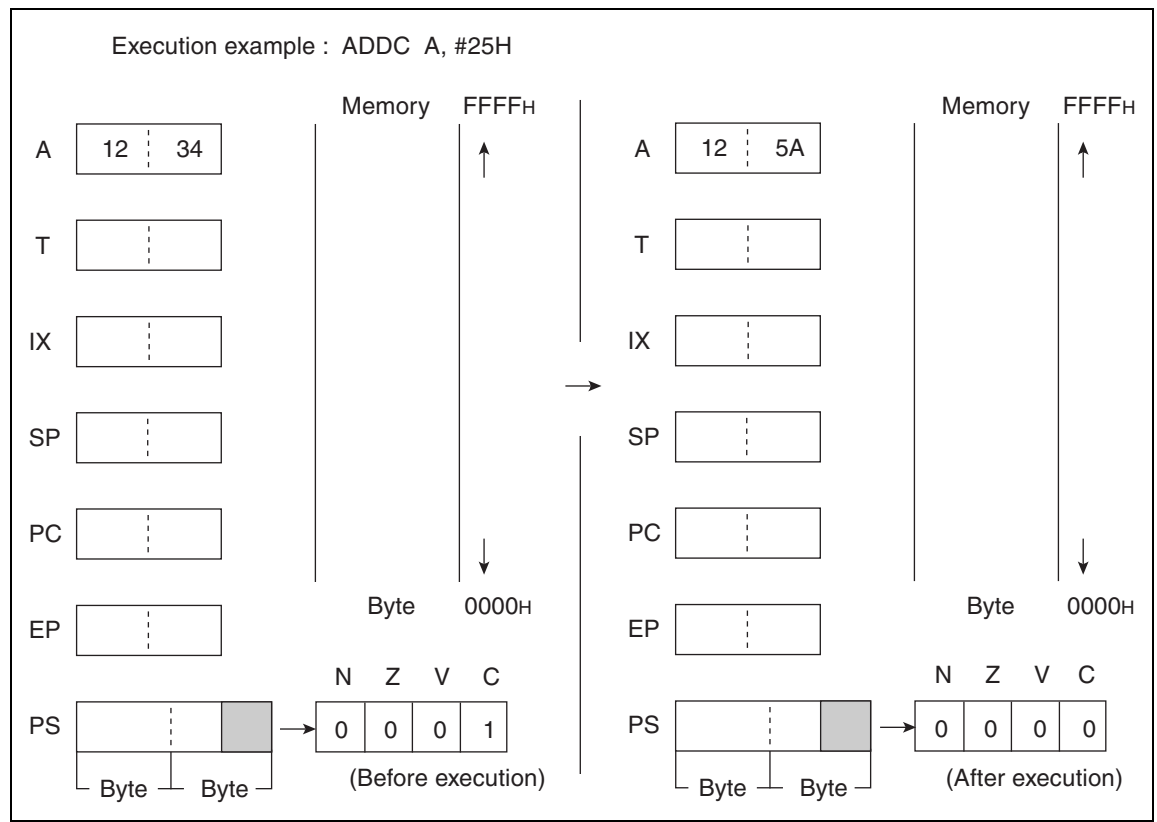 Execution example : ADDC A, #25H
Memory FFFFH
A 12 34
T
IX
SP
PC
EP
Byte 0000H
N Z V C
PS 0 0 0 1
Byte Byte
(Before execution)
Memory FFFFH
A 12 5A
T
IX
SP
PC
EP
Byte 0000H
N Z V C
PS 0 0 0 0
Byte Byte
(After execution)